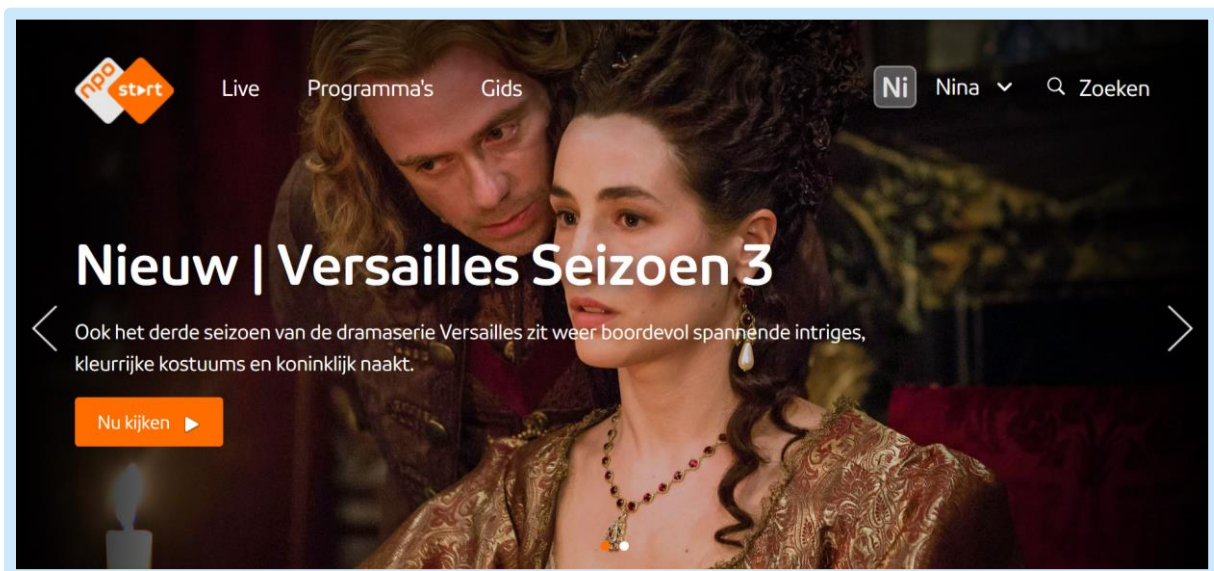 npo
start
Live
Programma's
Gids
Ni
Nina
Zoeken
Nieuw | Versailles Seizoen 3
Ook het derde seizoen van de dramaserie Versailles zit weer boordevol spannende intriges,
kleurrijke kostuums en koninklijk naakt.
Nu kijken